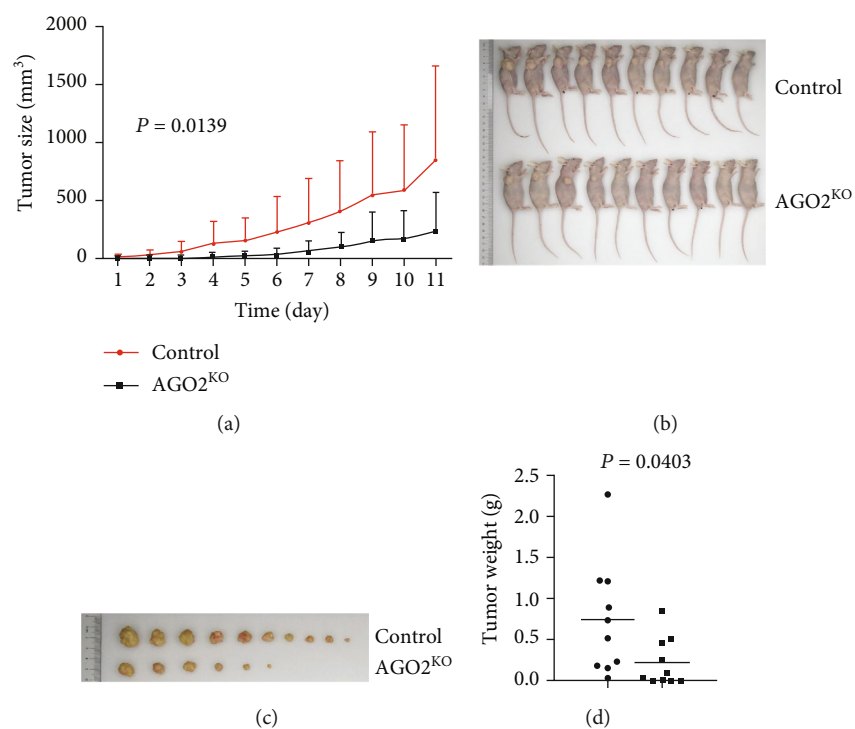 2000
1500
1000
500
0
Tumor size (mm³)
P = 0.0139
1 2 3 4 5 6 7 8 9 10 11
Time (day)
Control
AGO2ᴷᴼ
(a)
Control
AGO2ᴷᴼ
(b)
Control
AGO2ᴷᴼ
(c)
P = 0.0403
2.5
2.0
1.5
1.0
0.5
0.0
Tumor weight (g)
(d)